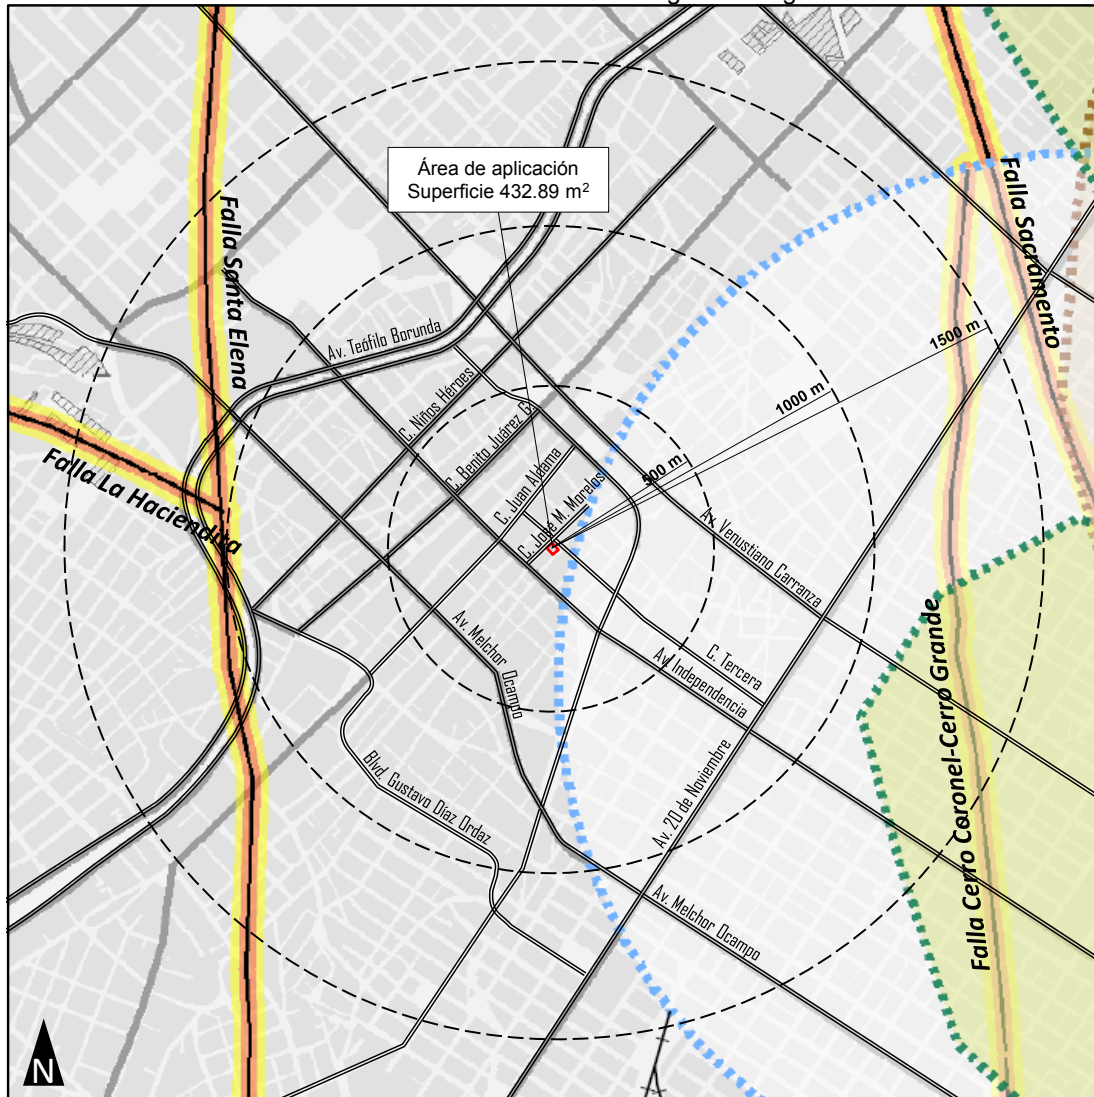 Área de aplicación
Superficie 432.89 m²
Falla Sacramento
Falla Santa Elena
Av. Teófilo Borunda
1500 m
1000 m
500 m
C. Niños Héroes
C. Benito Juárez G.
C. Juan Aldama
C. José M. Morelos
Falla La Haciendita
Av. Venustiano Carranza
Av. Melchor Ocampo
C. Tercera
Av. Independencia
Falla Cerro Coronel-Cerro Grande
Av. 20 de Noviembre
Blvd. Gustavo Díaz Ordaz
Av. Melchor Ocampo
N